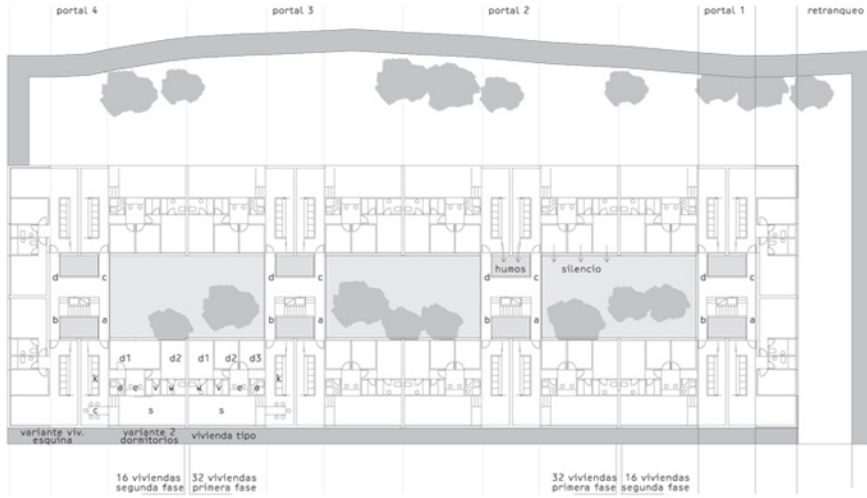 portal 4 portal 3 portal 2 portal 1 retranqueo
humos silencio
d c d c d c d c
b a b a b a b a
d1 d2 d1 d2 d3
k k
a e v v e a
c s s
variante viv. esquina
variante 2 dormitorios
vivienda tipo
16 viviendas segunda fase
32 viviendas primera fase
32 viviendas primera fase
16 viviendas segunda fase